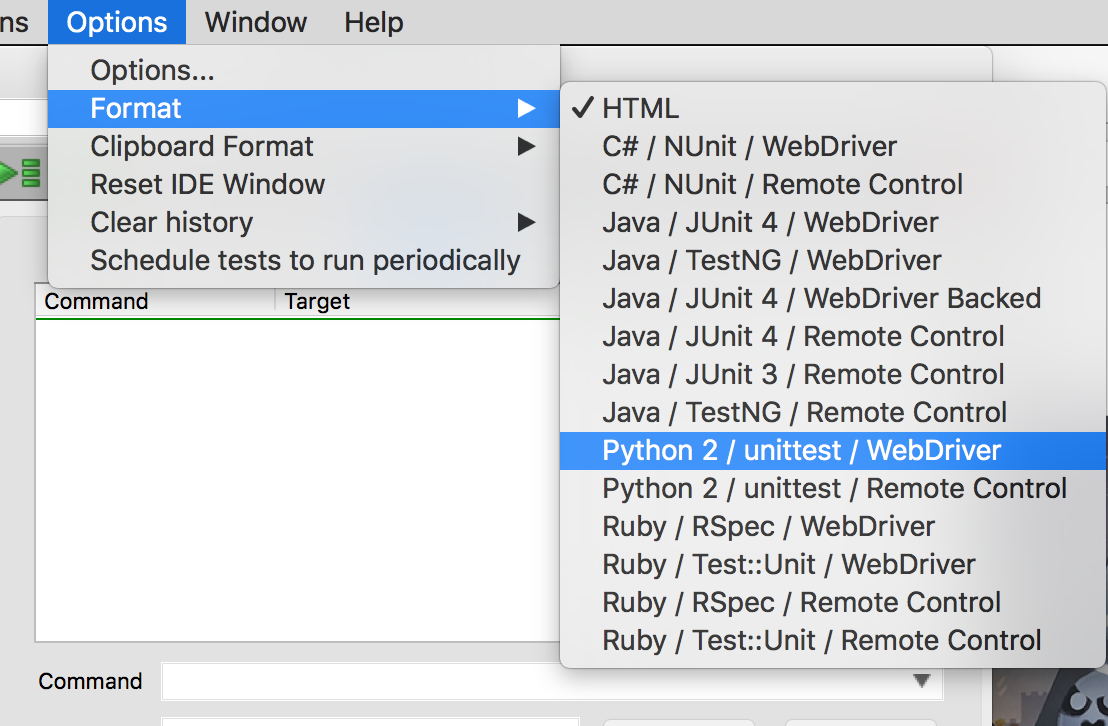 ns Options Window Help
Options...
Format
Clipboard Format
Reset IDE Window
Clear history
Schedule tests to run periodically
✓ HTML
C# / NUnit / WebDriver
C# / NUnit / Remote Control
Java / JUnit 4 / WebDriver
Java / TestNG / WebDriver
Java / JUnit 4 / WebDriver Backed
Java / JUnit 4 / Remote Control
Java / JUnit 3 / Remote Control
Java / TestNG / Remote Control
Python 2 / unittest / WebDriver
Python 2 / unittest / Remote Control
Ruby / RSpec / WebDriver
Ruby / Test::Unit / WebDriver
Ruby / RSpec / Remote Control
Ruby / Test::Unit / Remote Control
Command Target
Command